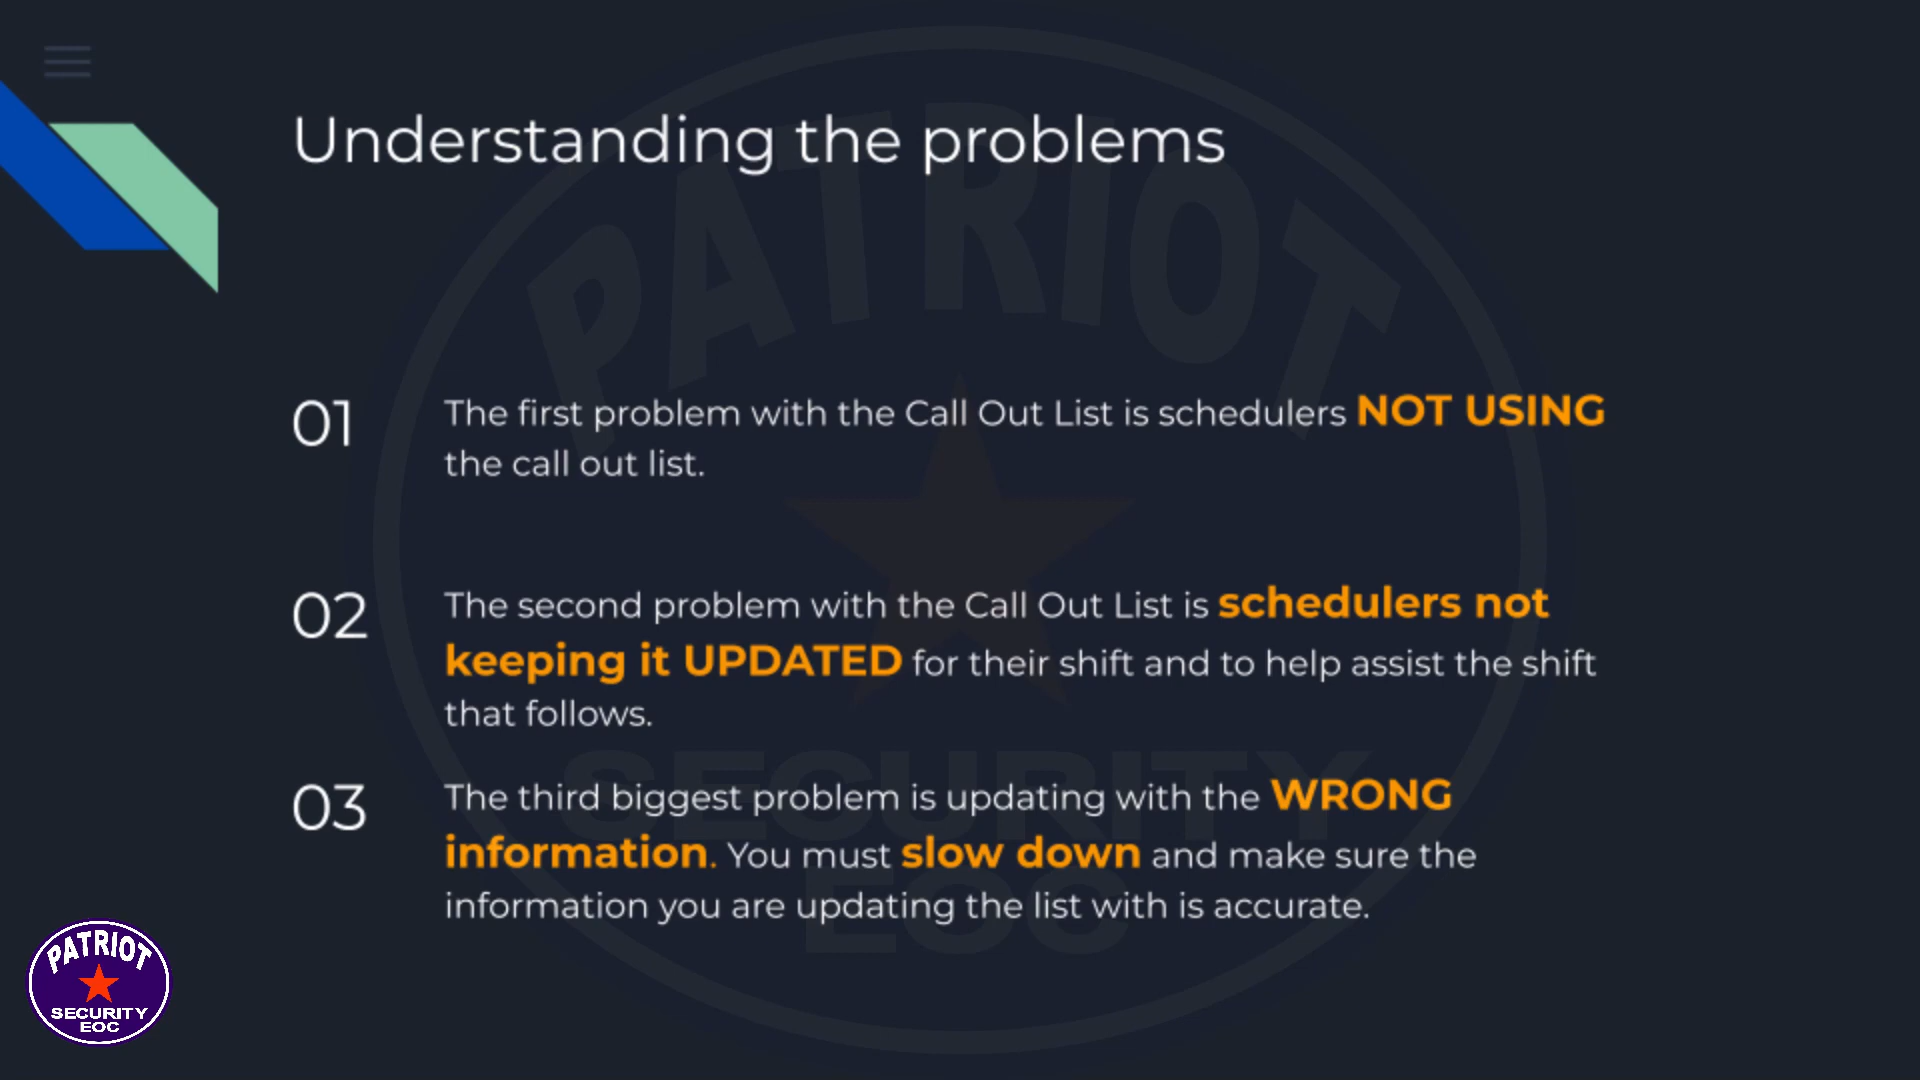 Understanding the problems
01
The first problem with the Call Out List is schedulers NOT USING
the call out list.
02
The second problem with the Call Out List is schedulers not
keeping it UPDATED for their shift and to help assist the shift
that follows.
03
The third biggest problem is updating with the WRONG
information. You must slow down and make sure the
information you are updating the list with is accurate.
PATRIOT
SECURITY
EOC
PATRIOT
SECURITY
EOC